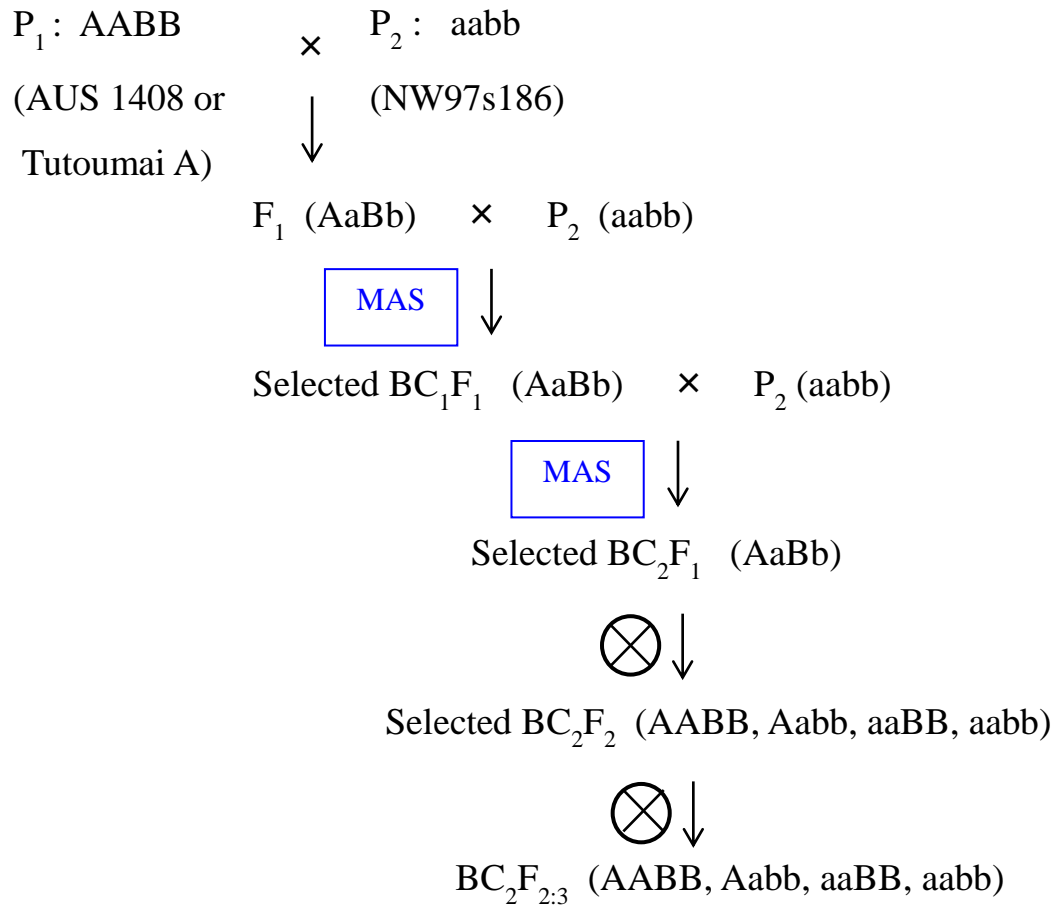 P₁ : AABB × P₂ : aabb
(AUS 1408 or (NW97s186)
Tutoumai A)
F₁ (AaBb) × P₂ (aabb)
MAS
Selected BC₁F₁ (AaBb) × P₂ (aabb)
MAS
Selected BC₂F₁ (AaBb)
Selected BC₂F₂ (AABB, Aabb, aaBB, aabb)
BC₂F₂:₃ (AABB, Aabb, aaBB, aabb)